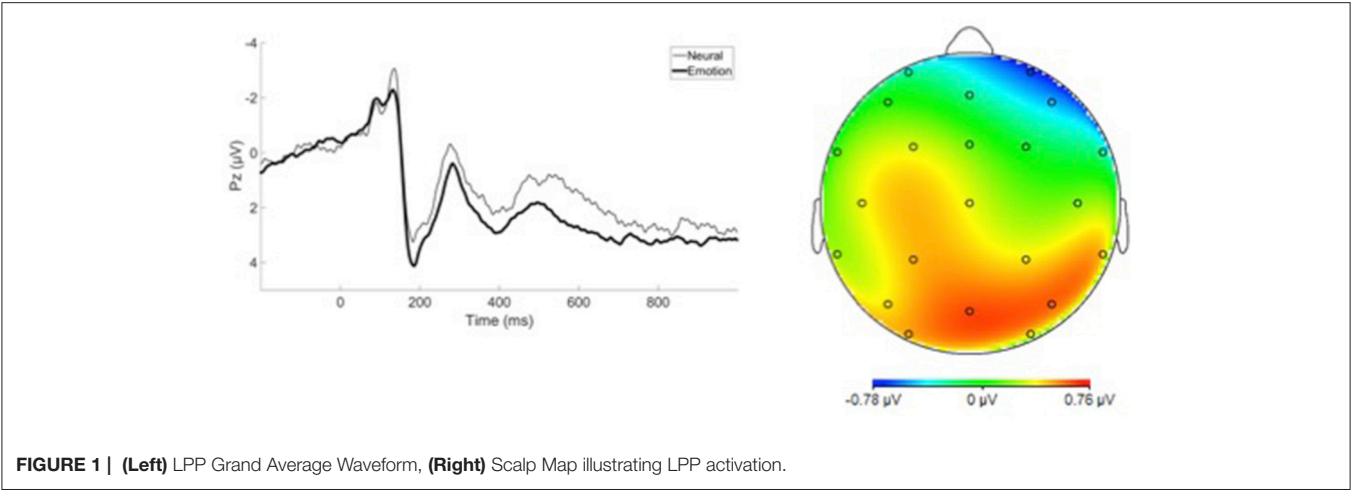 -4
-2
0
2
4
Pz (µV)
Neural
Emotion
0
200
400
600
800
Time (ms)
-0.78 µV
0 µV
0.76 µV
FIGURE 1 | (Left) LPP Grand Average Waveform, (Right) Scalp Map illustrating LPP activation.